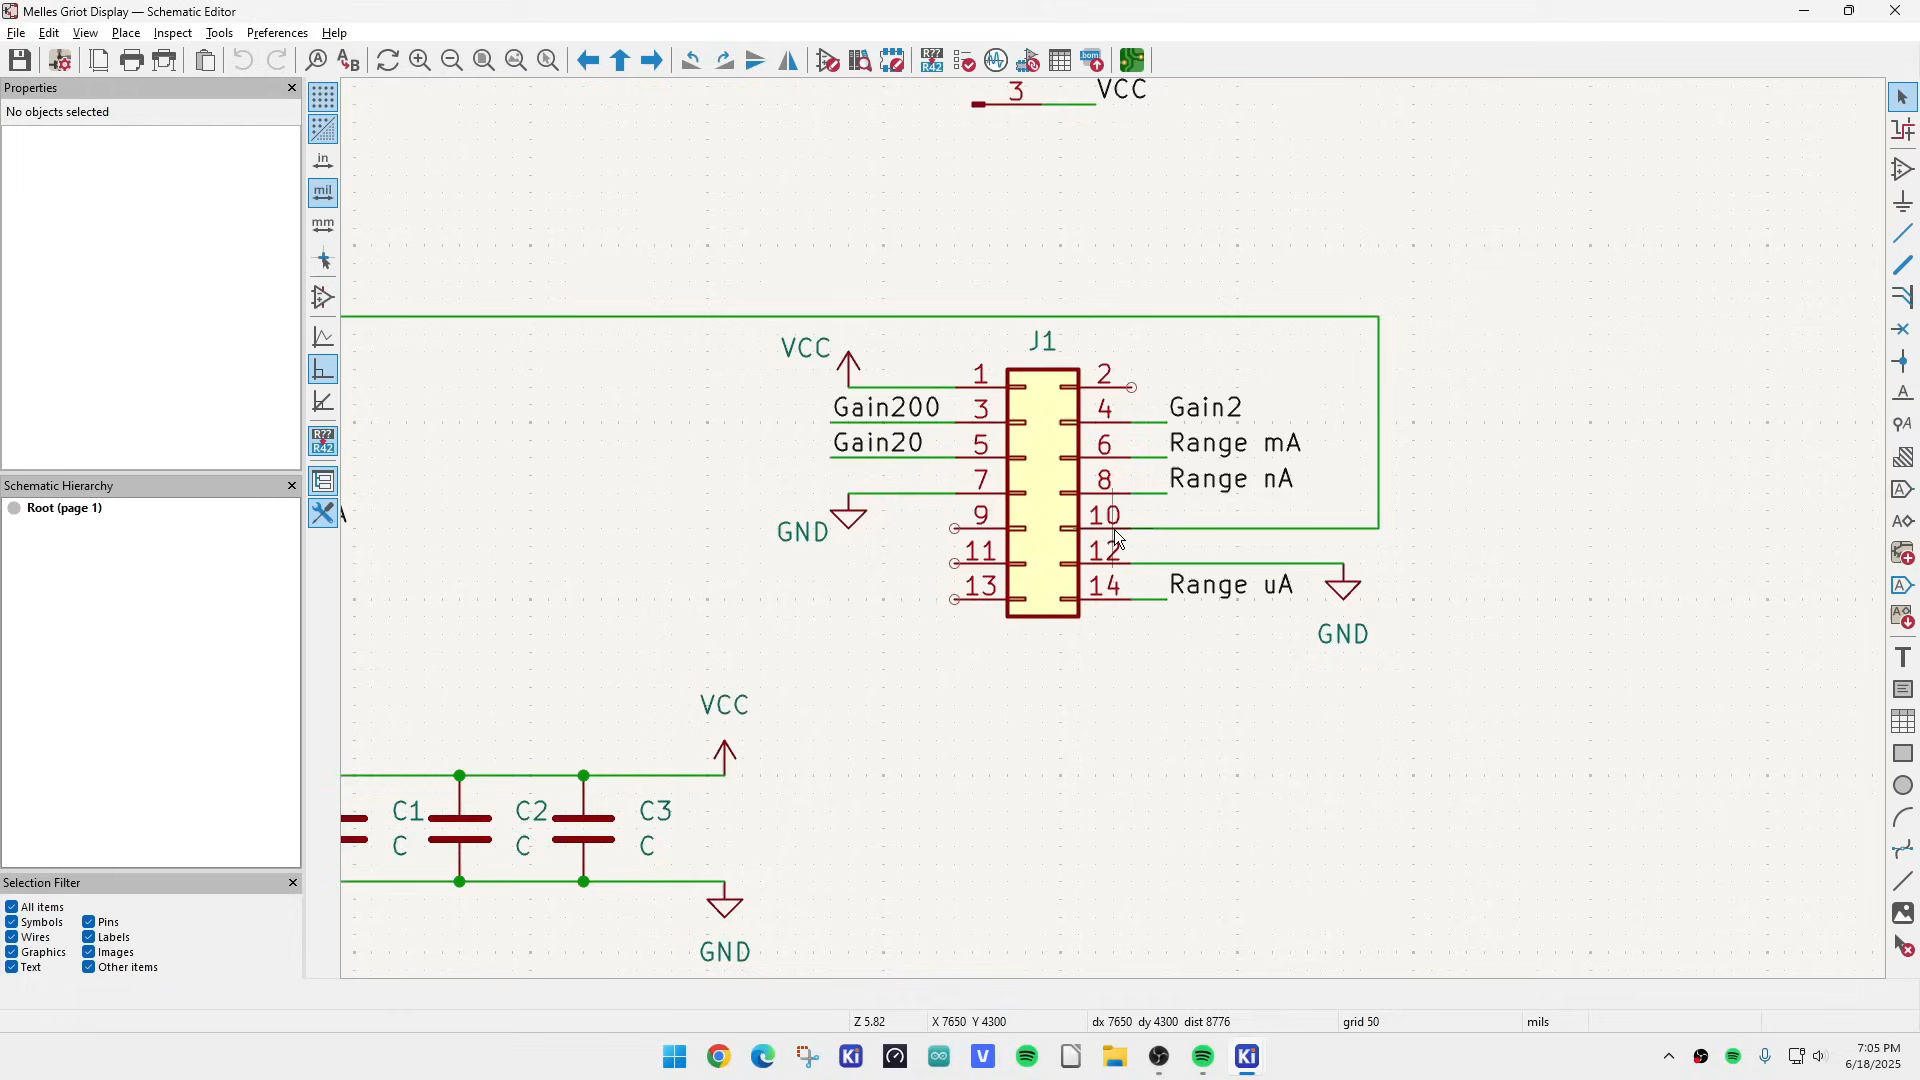 Melles Griot Display — Schematic Editor
File Edit View Place Inspect Tools Preferences Help
Properties
No objects selected
in
mil
mm
R??
R42
Schematic Hierarchy
Root (page 1)
Selection Filter
All items
Symbols Pins
Wires Labels
Graphics Images
Text Other items
3 VCC
J1
VCC 1 2
Gain200 3 4 Gain2
Gain20 5 6 Range mA
7 8 Range nA
GND 9 10
11 12
13 14 Range uA
GND
VCC
C1 C2 C3
C C C
GND
Z 5.82 X 7650 Y 4300 dx 7650 dy 4300 dist 8776 grid 50 mils
7:05 PM
6/18/2025